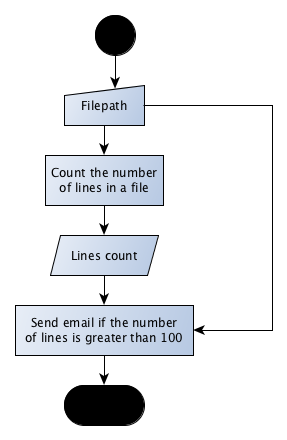 Filepath
Count the number
of lines in a file
Lines count
Send email if the number
of lines is greater than 100